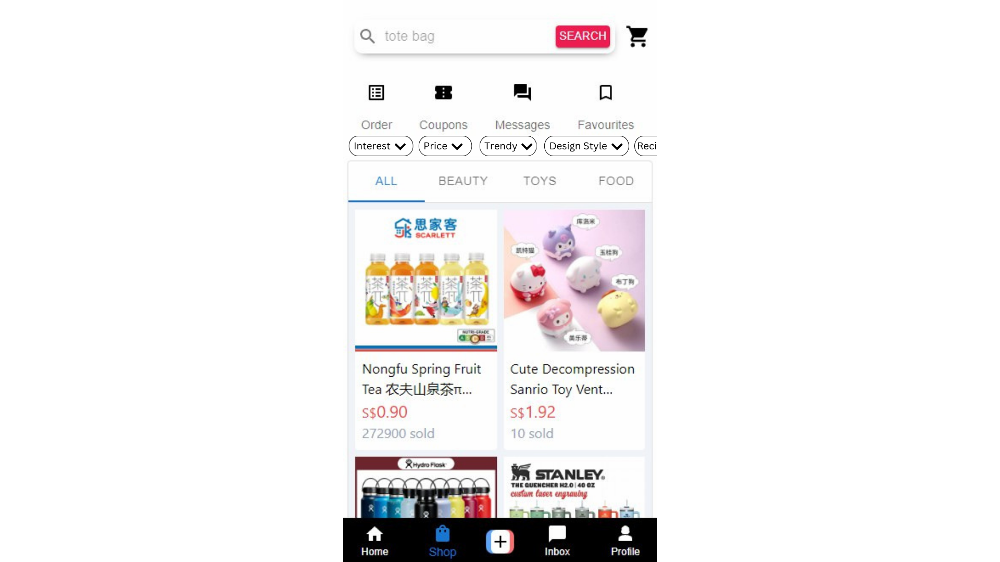 tote bag
SEARCH
Order
Coupons
Messages
Favourites
Interest
Price
Trendy
Design Style
Reci
ALL
BEAUTY
TOYS
FOOD
思家客
SCARLETT
茶π 茶π 茶π 茶π 茶π
NUTRI-GRADE
库洛米
凯特猫
玉桂狗
布丁狗
美乐蒂
Nongfu Spring Fruit
Tea 农夫山泉茶π...
S$0.90
272900 sold
Cute Decompression
Sanrio Toy Vent...
S$1.92
10 sold
Hydro Flask
STANLEY
THE QUENCHER H2.0 | 40 OZ
custom laser engraving
Home
Shop
Inbox
Profile